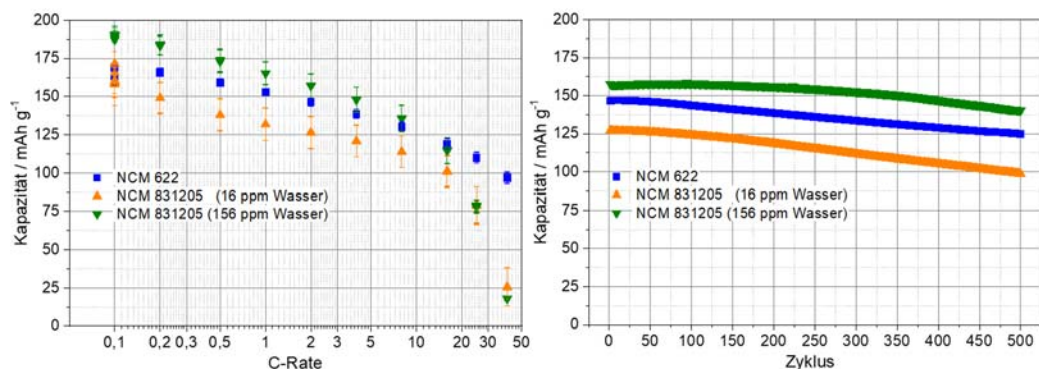 200
175
150
125
100
75
50
25
0
Kapazität / mAh g⁻¹
NCM 622
NCM 831205 (16 ppm Wasser)
NCM 831205 (156 ppm Wasser)
0,1 0,2 0,3 0,5 1 2 3 5 10 20 30 50
C-Rate
200
175
150
125
100
75
50
25
0
Kapazität / mAh g⁻¹
NCM 622
NCM 831205 (16 ppm Wasser)
NCM 831205 (156 ppm Wasser)
0 50 100 150 200 250 300 350 400 450 500
Zyklus